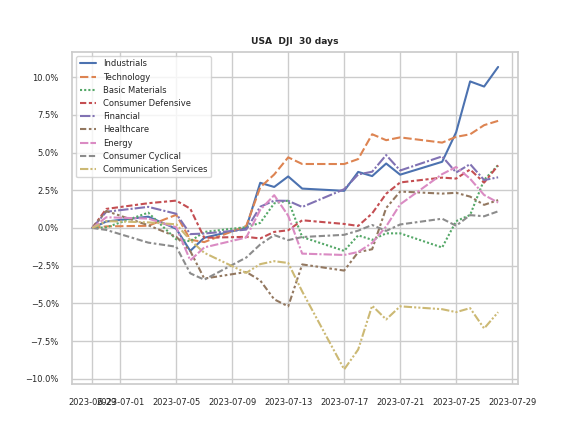 USA DJI 30 days
Industrials
Technology
Basic Materials
Consumer Defensive
Financial
Healthcare
Energy
Consumer Cyclical
Communication Services
10.0%
7.5%
5.0%
2.5%
0.0%
−2.5%
−5.0%
−7.5%
−10.0%
2023-06-29 2023-07-01 2023-07-05 2023-07-09 2023-07-13 2023-07-17 2023-07-21 2023-07-25 2023-07-29